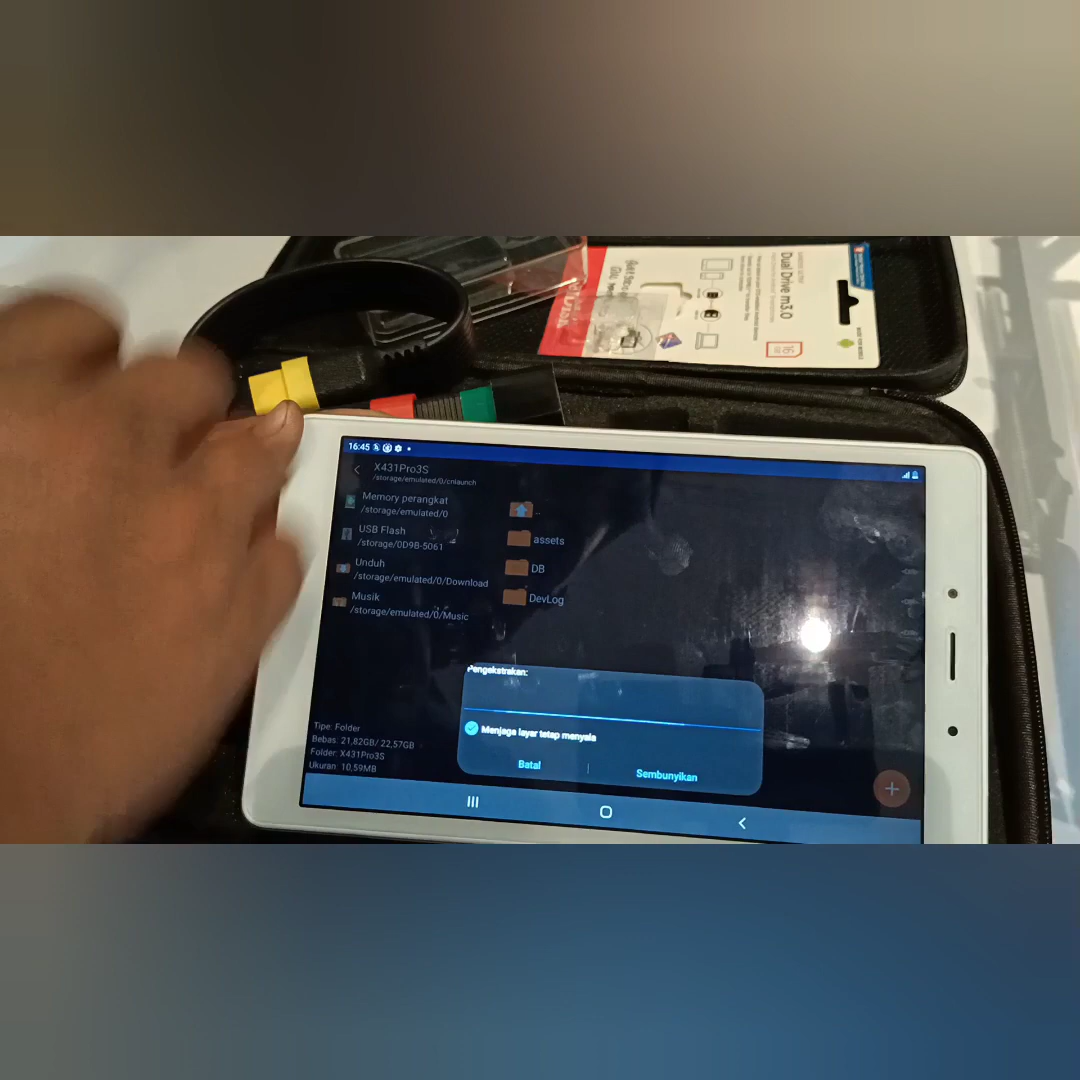 Dual Drive m3.0
16
16:45
X431Pro3S
/storage/emulated/0/cnlaunch
Memory perangkat
/storage/emulated/0
USB Flash
/storage/0D9B-5061
Unduh
/storage/emulated/0/Download
Musik
/storage/emulated/0/Music
..
assets
DB
DevLog
Pengekstrakan:
Menjaga layar tetap menyala
Batal
Sembunyikan
Tipe: Folder
Bebas: 21,82GB/ 22,57GB
Folder: X431Pro3S
Ukuran: 10,59MB